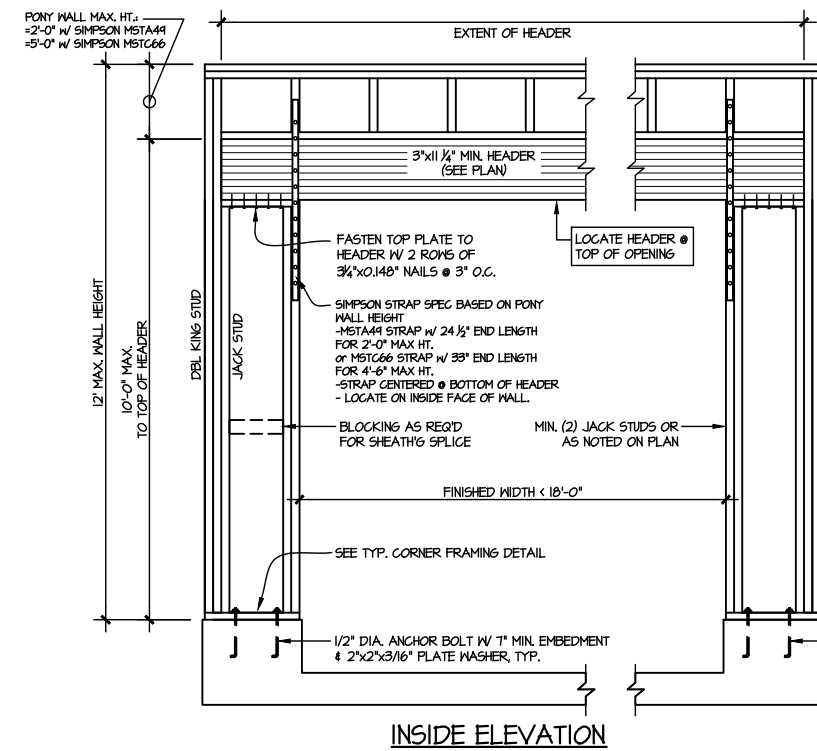 PONY WALL MAX. HT.:
=2'-0" W/ SIMPSON MSTA49
=5'-0" W/ SIMPSON MSTC66
EXTENT OF HEADER
3"x11 1/4" MIN. HEADER
(SEE PLAN)
FASTEN TOP PLATE TO
HEADER W/ 2 ROWS OF
3 1/4"x0.148" NAILS @ 3" O.C.
LOCATE HEADER @
TOP OF OPENING
SIMPSON STRAP SPEC BASED ON PONY
WALL HEIGHT
-MSTA49 STRAP W/ 24 1/2" END LENGTH
FOR 2'-0" MAX HT.
or MSTC66 STRAP W/ 33" END LENGTH
FOR 4'-6" MAX HT.
-STRAP CENTERED @ BOTTOM OF HEADER
- LOCATE ON INSIDE FACE OF WALL.
12' MAX. WALL HEIGHT
10'-0" MAX.
TO TOP OF HEADER
DBL KING STUD
JACK STUD
BLOCKING AS REQ'D
FOR SHEATH'G SPLICE
MIN. (2) JACK STUDS OR
AS NOTED ON PLAN
FINISHED WIDTH < 18'-0"
SEE TYP. CORNER FRAMING DETAIL
1/2" DIA. ANCHOR BOLT W/ 7" MIN. EMBEDMENT
& 2"x2"x3/16" PLATE WASHER, TYP.
INSIDE ELEVATION